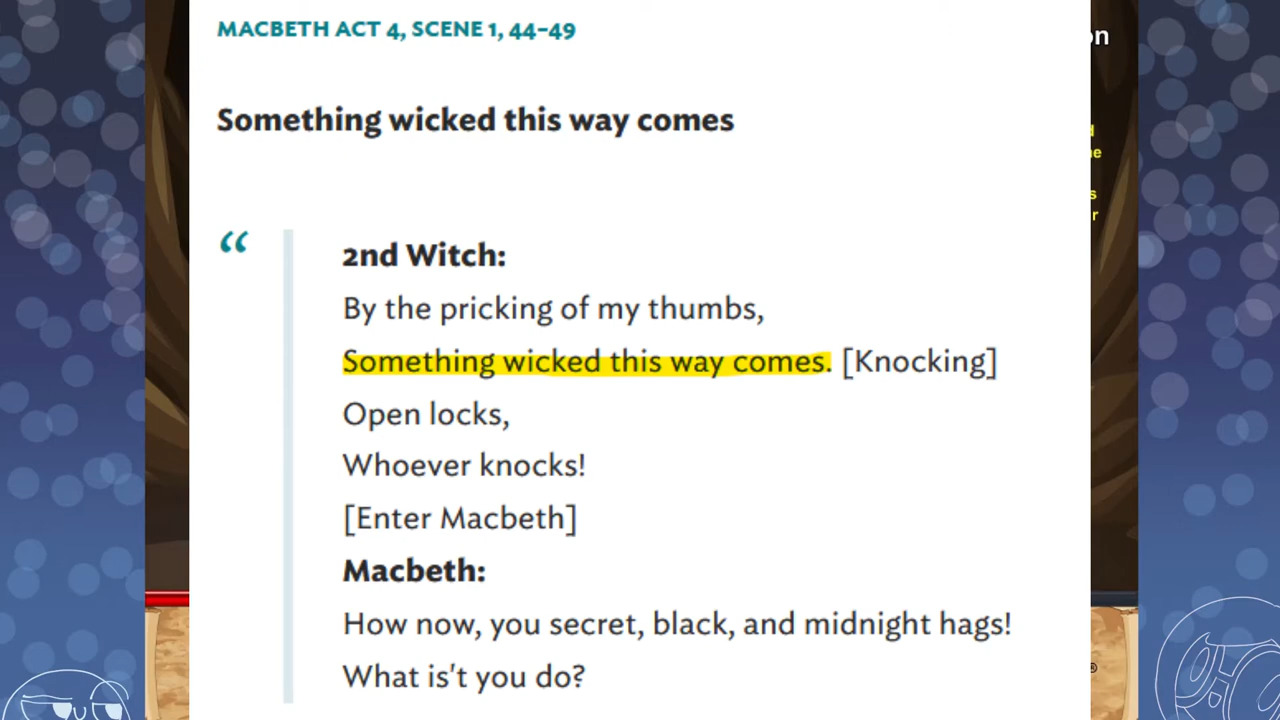 MACBETH ACT 4, SCENE 1, 44–49
on
Something wicked this way comes
“
2nd Witch:
By the pricking of my thumbs,
Something wicked this way comes. [Knocking]
Open locks,
Whoever knocks!
[Enter Macbeth]
Macbeth:
How now, you secret, black, and midnight hags!
What is't you do?
®